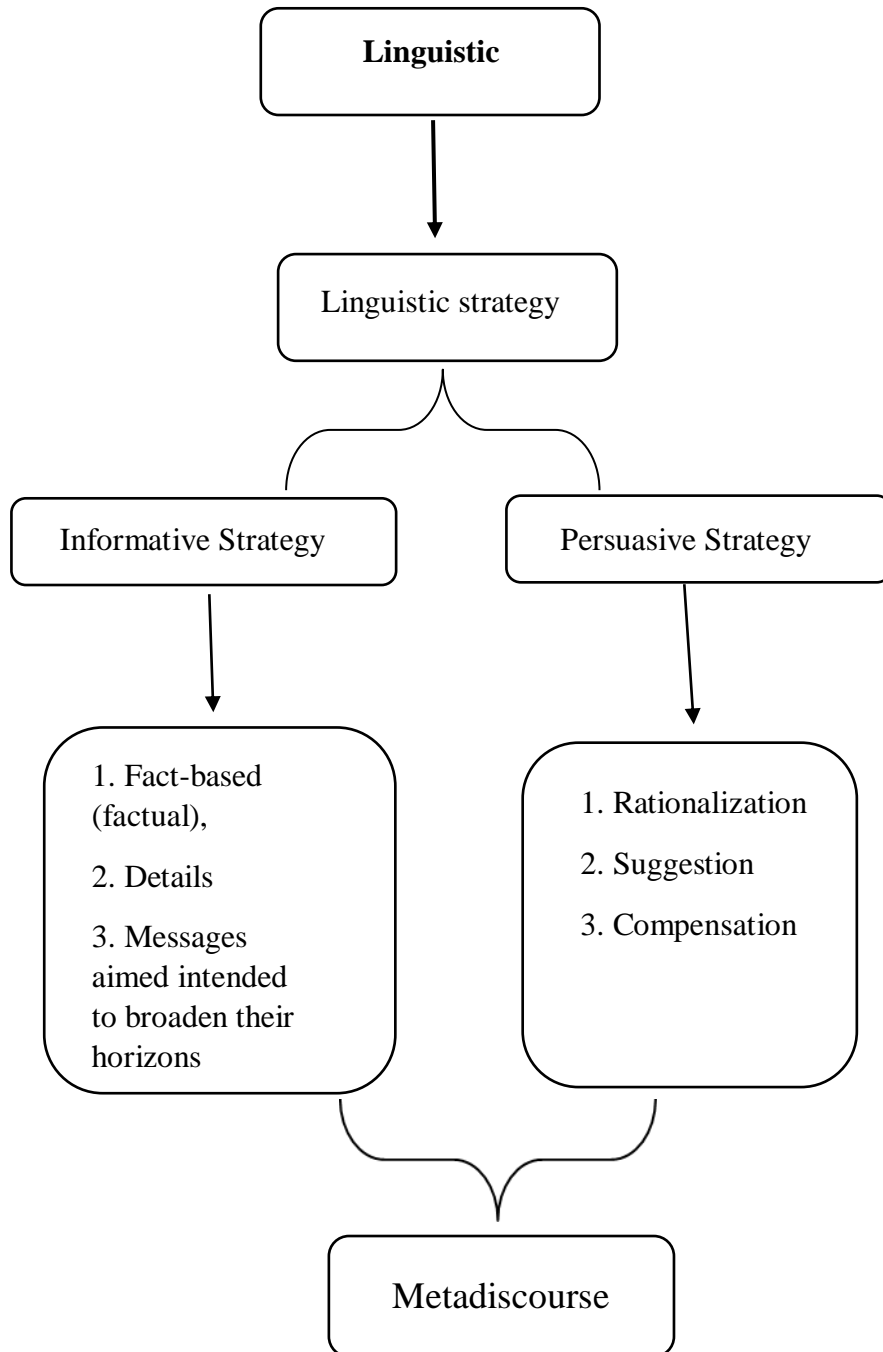 Linguistic
Linguistic strategy
Informative Strategy
Persuasive Strategy
1. Fact-based
(factual),
2. Details
3. Messages
aimed intended
to broaden their
horizons
1. Rationalization
2. Suggestion
3. Compensation
Metadiscourse